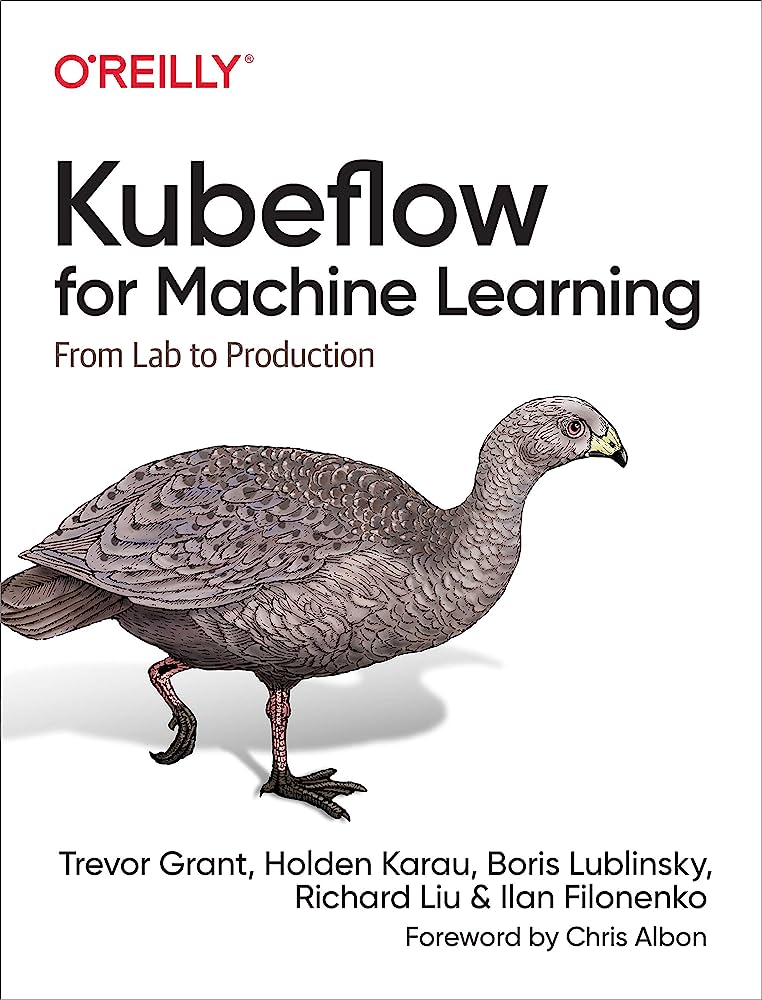 O'REILLY®
Kubeflow
for Machine Learning
From Lab to Production
Trevor Grant, Holden Karau, Boris Lublinsky,
Richard Liu & Ilan Filonenko
Foreword by Chris Albon